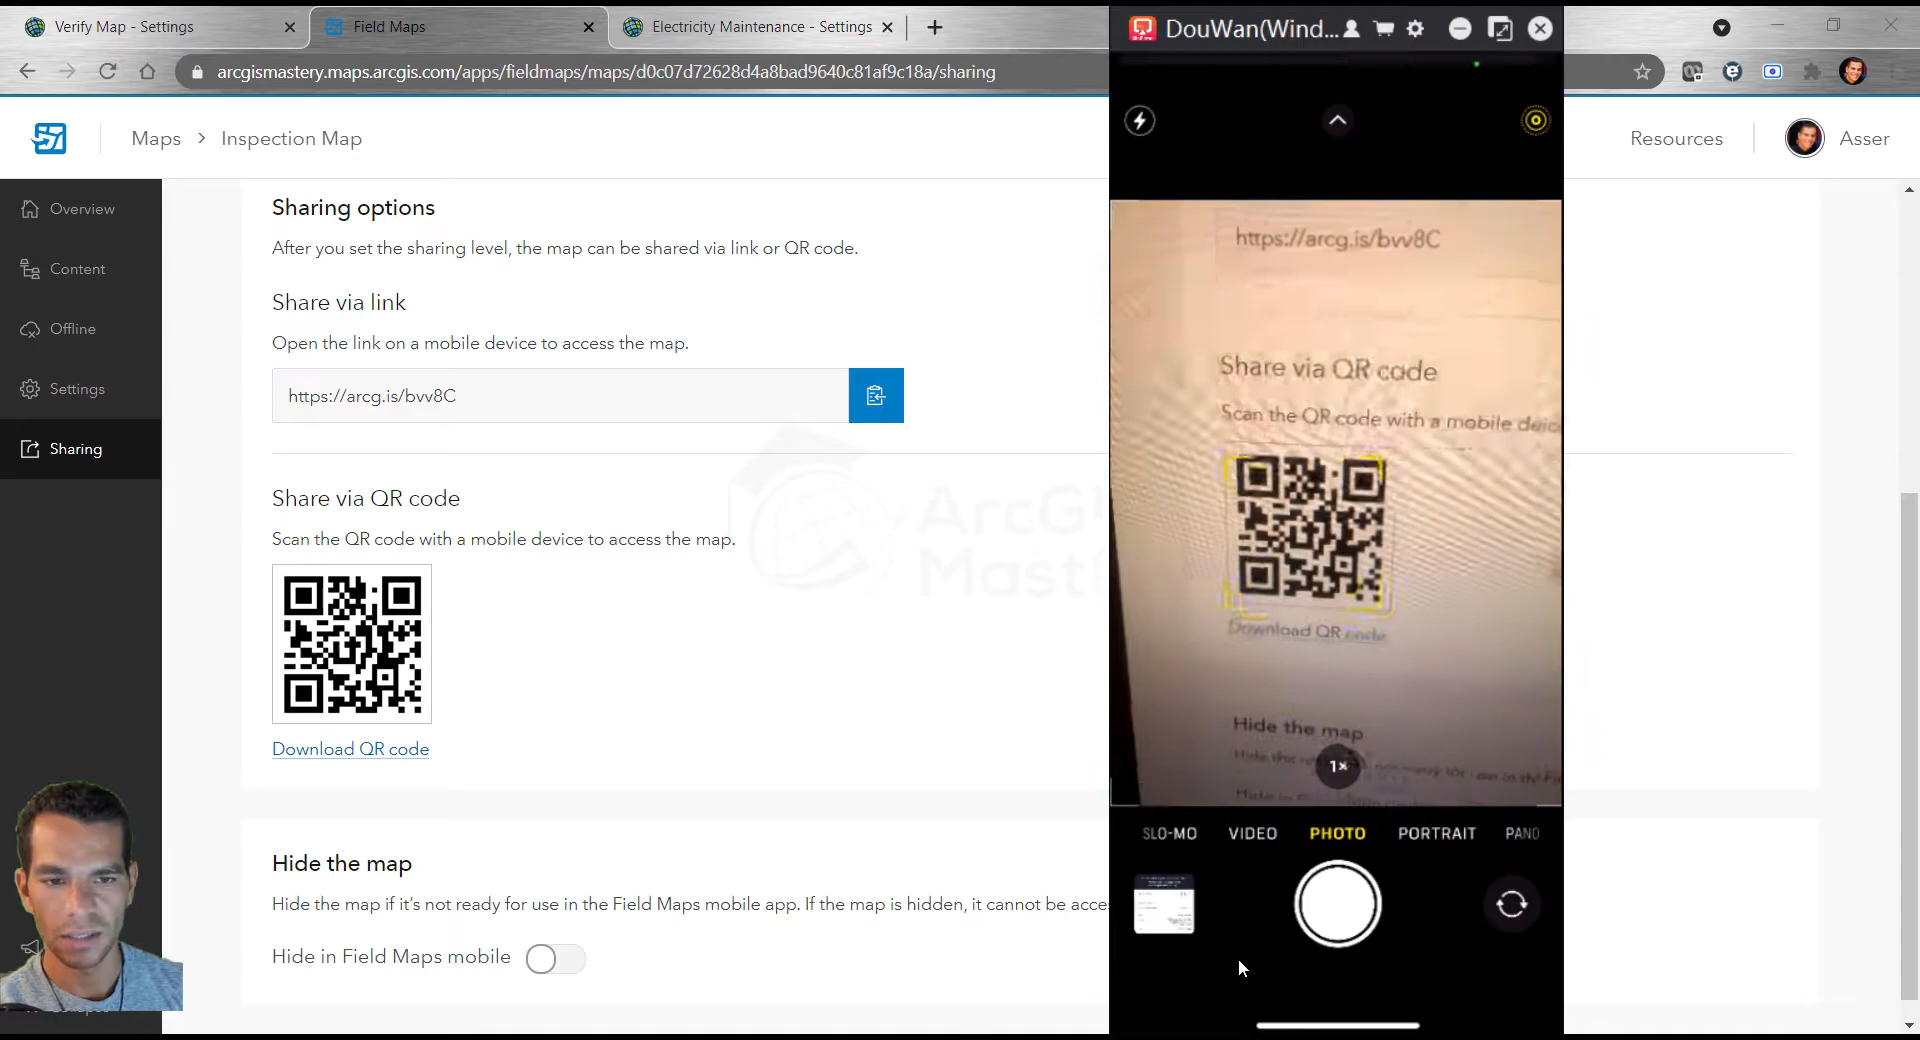 Verify Map - Settings
Field Maps
Electricity Maintenance - Settings
DouWan(Wind...
arcgismastery.maps.arcgis.com/apps/fieldmaps/maps/d0c07d72628d4a8bad9640c81af9c18a/sharing
Maps > Inspection Map
Resources
Asser
Overview
Content
Offline
Settings
Sharing
Sharing options
After you set the sharing level, the map can be shared via link or QR code.
Share via link
Open the link on a mobile device to access the map.
https://arcg.is/bvv8C
Share via QR code
Scan the QR code with a mobile device to access the map.
Download QR code
Hide the map
Hide the map if it's not ready for use in the Field Maps mobile app. If the map is hidden, it cannot be acce
Hide in Field Maps mobile
ArcGI
Mast
https://arcg.is/bvv8C
Share via QR code
Scan the QR code with a mobile
Download QR code
Hide the map
1×
SLO-MO VIDEO PHOTO PORTRAIT PANO